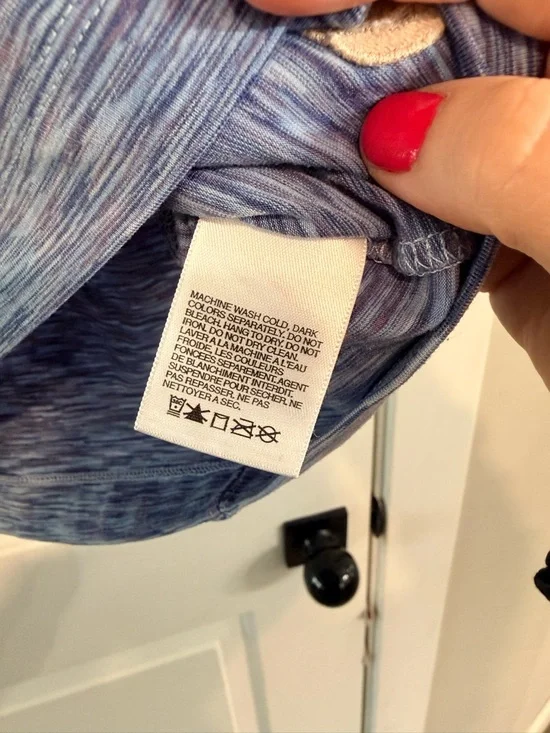 MACHINE WASH COLD, DARK
COLORS SEPARATELY, DO NOT
BLEACH. HANG TO DRY. DO NOT
IRON. DO NOT DRY CLEAN.
LAVER A LA MACHINE A L'EAU
FROIDE, LES COULEURS
FONCEES SEPAREMENT. AGENT
DE BLANCHIMENT INTERDIT.
SUSPENDRE POUR SECHER. NE
PAS REPASSER. NE PAS
NETTOYER A SEC.